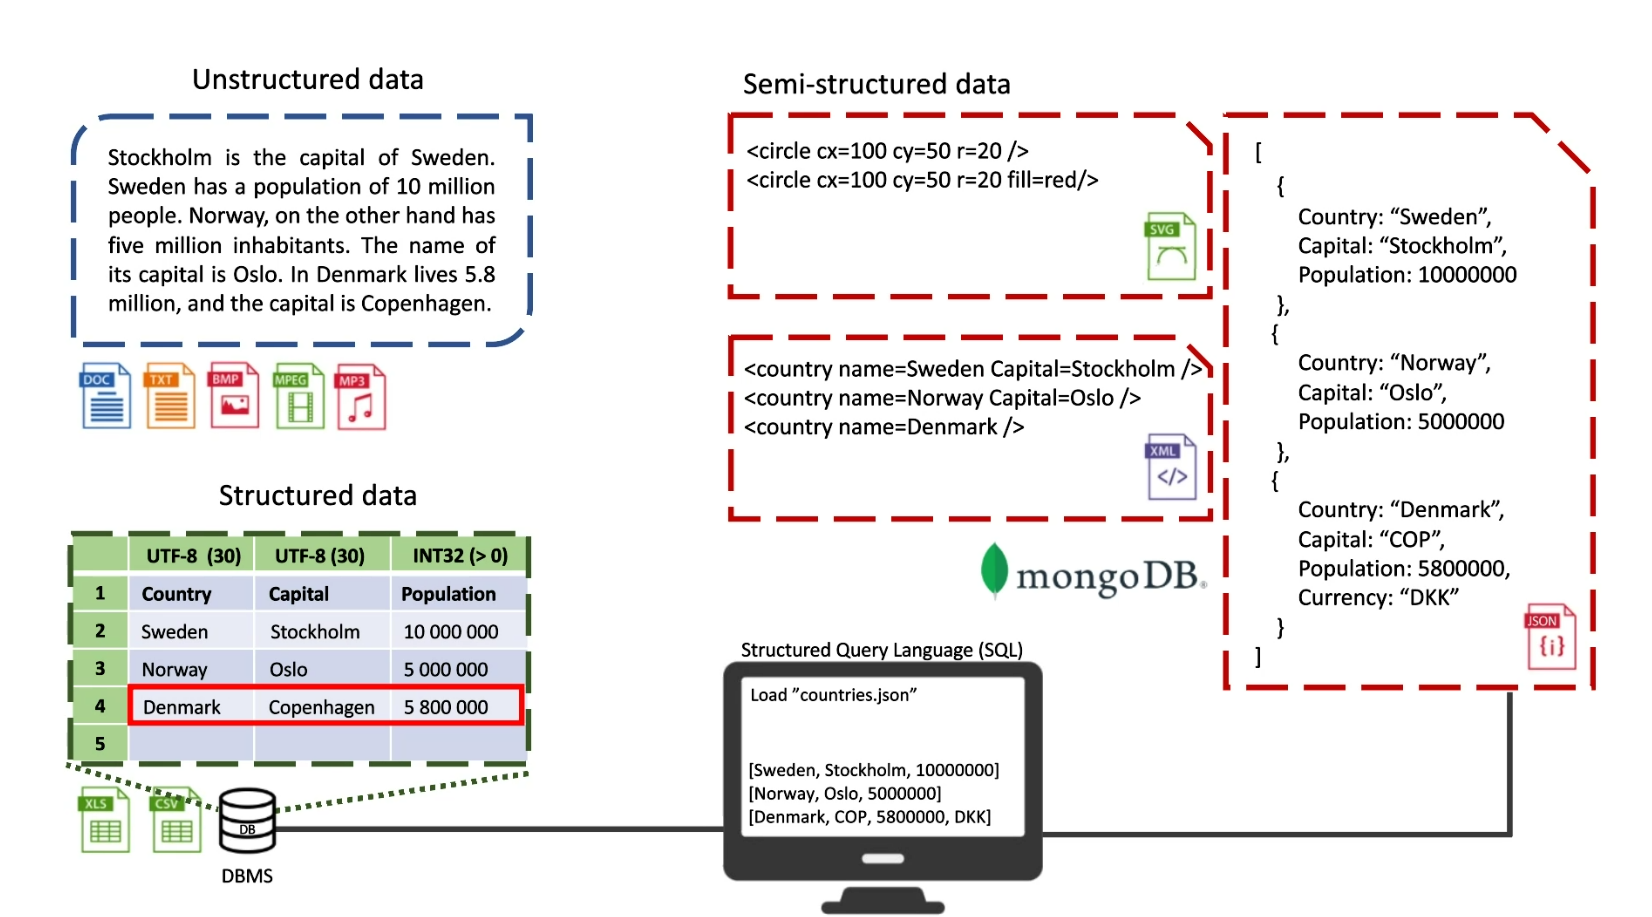 Unstructured data
Stockholm is the capital of Sweden.
Sweden has a population of 10 million
people. Norway, on the other hand has
five million inhabitants. The name of
its capital is Oslo. In Denmark lives 5.8
million, and the capital is Copenhagen.
DOC TXT BMP MPEG MP3
Structured data
UTF-8 (30) UTF-8 (30) INT32 (> 0)
1 Country Capital Population
2 Sweden Stockholm 10 000 000
3 Norway Oslo 5 000 000
4 Denmark Copenhagen 5 800 000
5
XLS CSV DB
DBMS
Semi-structured data
<circle cx=100 cy=50 r=20 />
<circle cx=100 cy=50 r=20 fill=red/>
SVG
<country name=Sweden Capital=Stockholm />
<country name=Norway Capital=Oslo />
<country name=Denmark />
XML
</>
mongoDB®
[
{
Country: “Sweden”,
Capital: “Stockholm”,
Population: 10000000
},
{
Country: “Norway”,
Capital: “Oslo”,
Population: 5000000
},
{
Country: “Denmark”,
Capital: “COP”,
Population: 5800000,
Currency: “DKK”
}
]
JSON
{i}
Structured Query Language (SQL)
Load ”countries.json”
[Sweden, Stockholm, 10000000]
[Norway, Oslo, 5000000]
[Denmark, COP, 5800000, DKK]